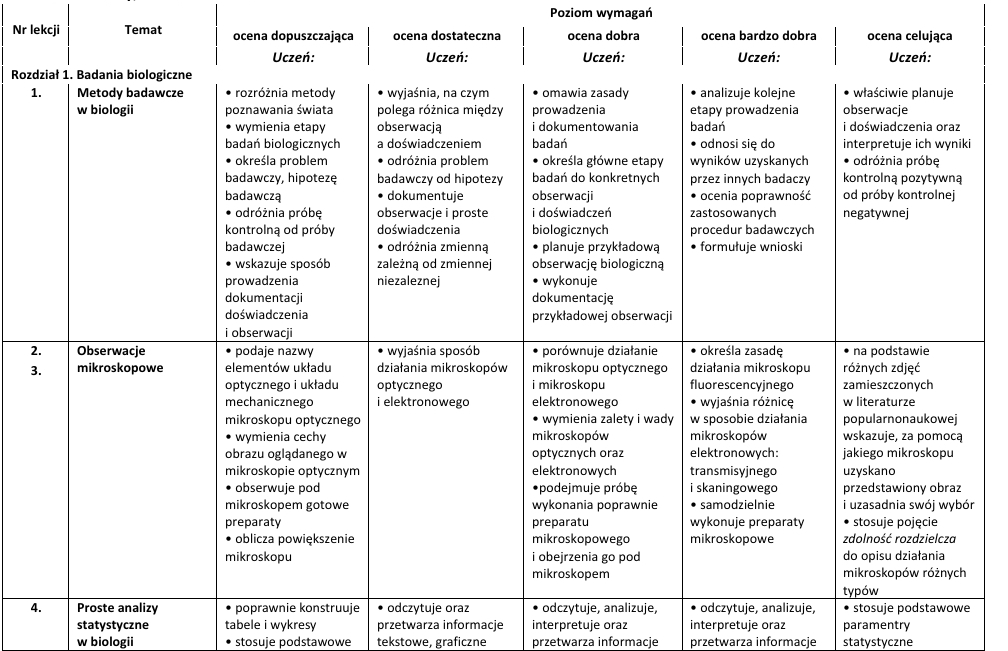 Poziom wymagań
Nr lekcji
Temat
ocena dopuszczająca
ocena dostateczna
ocena dobra
ocena bardzo dobra
ocena celująca
Uczeń:
Uczeń:
Uczeń:
Uczeń:
Uczeń:
Rozdział 1. Badania biologiczne
1.
Metody badawcze
w biologii
• rozróżnia metody
poznawania świata
• wymienia etapy
badań biologicznych
• określa problem
badawczy, hipotezę
badawczą
• odróżnia próbę
kontrolną od próby
badawczej
• wskazuje sposób
prowadzenia
dokumentacji
doświadczenia
i obserwacji
• wyjaśnia, na czym
polega różnica między
obserwacją
a doświadczeniem
• odróżnia problem
badawczy od hipotezy
• dokumentuje
obserwacje i proste
doświadczenia
• odróżnia zmienną
zależną od zmiennej
niezaleznej
• omawia zasady
prowadzenia
i dokumentowania
badań
• określa główne etapy
badań do konkretnych
obserwacji
i doświadczeń
biologicznych
• planuje przykładową
obserwację biologiczną
• wykonuje
dokumentację
przykładowej obserwacji
• analizuje kolejne
etapy prowadzenia
badań
• odnosi się do
wyników uzyskanych
przez innych badaczy
• ocenia poprawność
zastosowanych
procedur badawczych
• formułuje wnioski
• właściwie planuje
obserwacje
i doświadczenia oraz
interpretuje ich wyniki
• odróżnia próbę
kontrolną pozytywną
od próby kontrolnej
negatywnej
2.
3.
Obserwacje
mikroskopowe
• podaje nazwy
elementów układu
optycznego i układu
mechanicznego
mikroskopu optycznego
• wymienia cechy
obrazu oglądanego w
mikroskopie optycznym
• obserwuje pod
mikroskopem gotowe
preparaty
• oblicza powiększenie
mikroskopu
• wyjaśnia sposób
działania mikroskopów
optycznego
i elektronowego
• porównuje działanie
mikroskopu optycznego
i mikroskopu
elektronowego
• wymienia zalety i wady
mikroskopów
optycznych oraz
elektronowych
•podejmuje próbę
wykonania poprawnie
preparatu
mikroskopowego
i obejrzenia go pod
mikroskopem
• określa zasadę
działania mikroskopu
fluorescencyjnego
• wyjaśnia różnicę
w sposobie działania
mikroskopów
elektronowych:
transmisyjnego
i skaningowego
• samodzielnie
wykonuje preparaty
mikroskopowe
• na podstawie
różnych zdjęć
zamieszczonych
w literaturze
popularnonaukowej
wskazuje, za pomocą
jakiego mikroskopu
uzyskano
przedstawiony obraz
i uzasadnia swój wybór
• stosuje pojęcie
zdolność rozdzielcza
do opisu działania
mikroskopów różnych
typów
4.
Proste analizy
statystyczne
w biologii
• poprawnie konstruuje
tabele i wykresy
• stosuje podstawowe
• odczytuje oraz
przetwarza informacje
tekstowe, graficzne
• odczytuje, analizuje,
interpretuje oraz
przetwarza informacje
• odczytuje, analizuje,
interpretuje oraz
przetwarza informacje
• stosuje podstawowe
paramentry
statystyczne